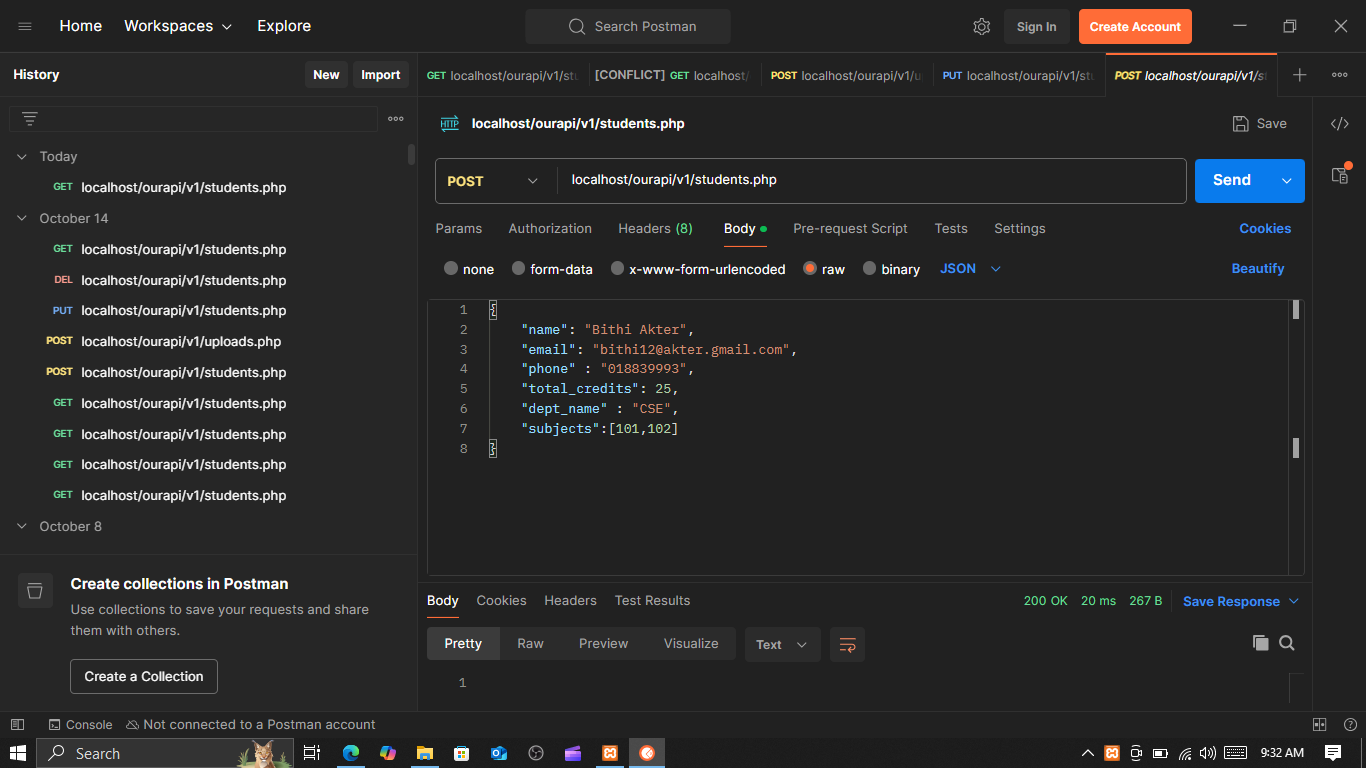 Home Workspaces Explore Search Postman Sign In Create Account
History New Import
GET localhost/ourapi/v1/stu [CONFLICT] GET localhost/ POST localhost/ourapi/v1/u PUT localhost/ourapi/v1/stu POST localhost/ourapi/v1/st
HTTP localhost/ourapi/v1/students.php Save
Today
GET localhost/ourapi/v1/students.php
October 14
GET localhost/ourapi/v1/students.php
DEL localhost/ourapi/v1/students.php
PUT localhost/ourapi/v1/students.php
POST localhost/ourapi/v1/uploads.php
POST localhost/ourapi/v1/students.php
GET localhost/ourapi/v1/students.php
GET localhost/ourapi/v1/students.php
GET localhost/ourapi/v1/students.php
GET localhost/ourapi/v1/students.php
October 8
Create collections in Postman
Use collections to save your requests and share
them with others.
Create a Collection
POST localhost/ourapi/v1/students.php Send
Params Authorization Headers (8) Body Pre-request Script Tests Settings Cookies
none form-data x-www-form-urlencoded raw binary JSON Beautify
1 {
2 "name": "Bithi Akter",
3 "email": "bithi12@akter.gmail.com",
4 "phone" : "018839993",
5 "total_credits": 25,
6 "dept_name" : "CSE",
7 "subjects":[101,102]
8 }
Body Cookies Headers Test Results 200 OK 20 ms 267 B Save Response
Pretty Raw Preview Visualize Text
1
Console Not connected to a Postman account
Search 9:32 AM